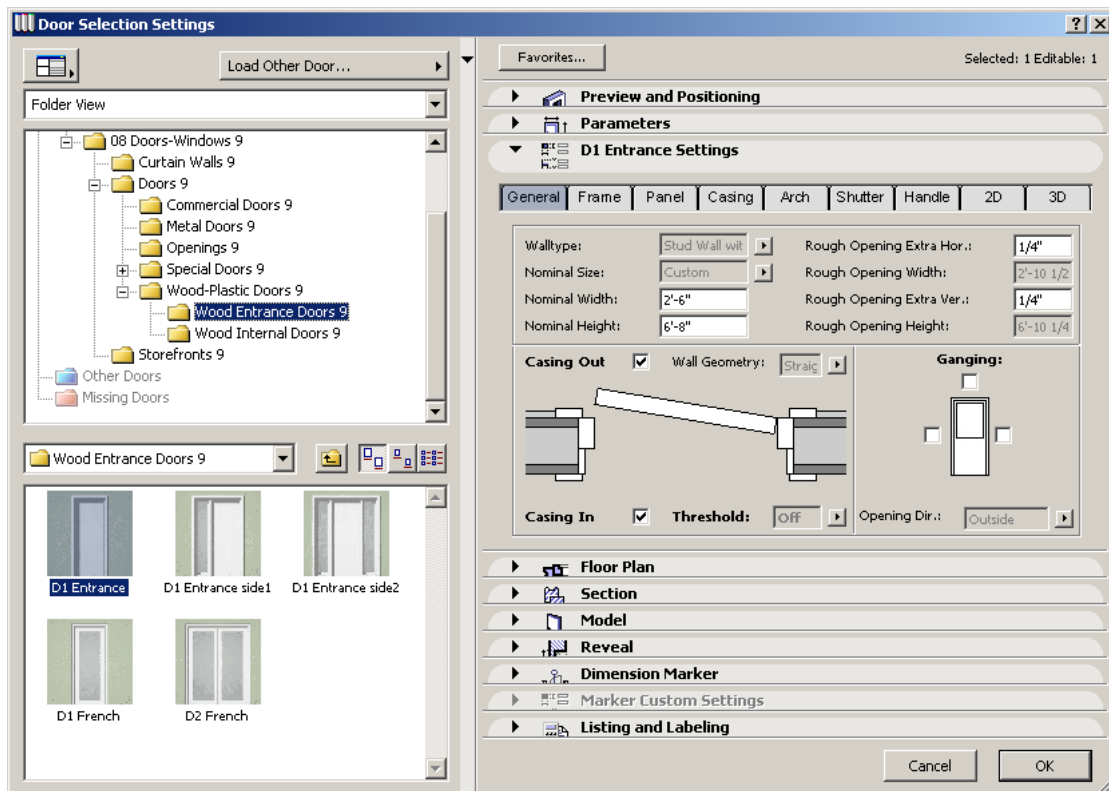 Door Selection Settings
Load Other Door...
Folder View
08 Doors-Windows 9
Curtain Walls 9
Doors 9
Commercial Doors 9
Metal Doors 9
Openings 9
Special Doors 9
Wood-Plastic Doors 9
Wood Entrance Doors 9
Wood Internal Doors 9
Storefronts 9
Other Doors
Missing Doors
Wood Entrance Doors 9
D1 Entrance D1 Entrance side1 D1 Entrance side2
D1 French D2 French
Favorites... Selected: 1 Editable: 1
Preview and Positioning
Parameters
D1 Entrance Settings
General Frame Panel Casing Arch Shutter Handle 2D 3D
Walltype: Stud Wall wit Rough Opening Extra Hor.: 1/4"
Nominal Size: Custom Rough Opening Width: 2'-10 1/2
Nominal Width: 2'-6" Rough Opening Extra Ver.: 1/4"
Nominal Height: 6'-8" Rough Opening Height: 6'-10 1/4
Casing Out Wall Geometry: Straig Ganging:
Casing In Threshold: Off Opening Dir.: Outside
Floor Plan
Section
Model
Reveal
Dimension Marker
Marker Custom Settings
Listing and Labeling
Cancel OK